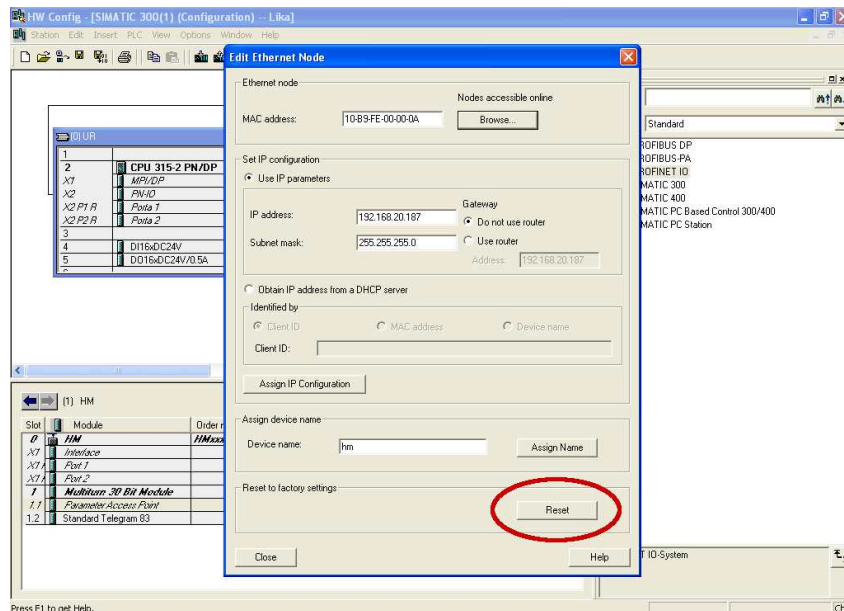 HW Config - [SIMATIC 300(1) (Configuration) -- Lika]
Station Edit Insert PLC View Options Window Help
[0] UR
1
2 CPU 315-2 PN/DP
X1 MPI/DP
X2 PN-IO
X2 P1 R Porta 1
X2 P2 R Porta 2
3
4 DI16xDC24V
5 DO16xDC24V/0.5A
Edit Ethernet Node
Ethernet node
Nodes accessible online
MAC address: 10-B9-FE-00-00-0A Browse...
Set IP configuration
Use IP parameters
Gateway
IP address: 192.168.20.187 Do not use router
Subnet mask: 255.255.255.0 Use router
Address: 192.168.20.187
Obtain IP address from a DHCP server
Identified by
Client ID MAC address Device name
Client ID:
Assign IP Configuration
Assign device name
Device name: hm Assign Name
Reset to factory settings
Reset
Close Help
Standard
ROFIBUS DP
ROFIBUS-PA
ROFINET IO
MATIC 300
MATIC 400
MATIC PC Based Control 300/400
MATIC PC Station
(1) HM
Slot Module Order n
0 HM HMxxx
X1 Interface
X1 Port 1
X1 Port 2
1 Multiturn 30 Bit Module
1.1 Parameter Access Point
1.2 Standard Telegram 83
T IO-System
Press F1 to get Help.
Ch